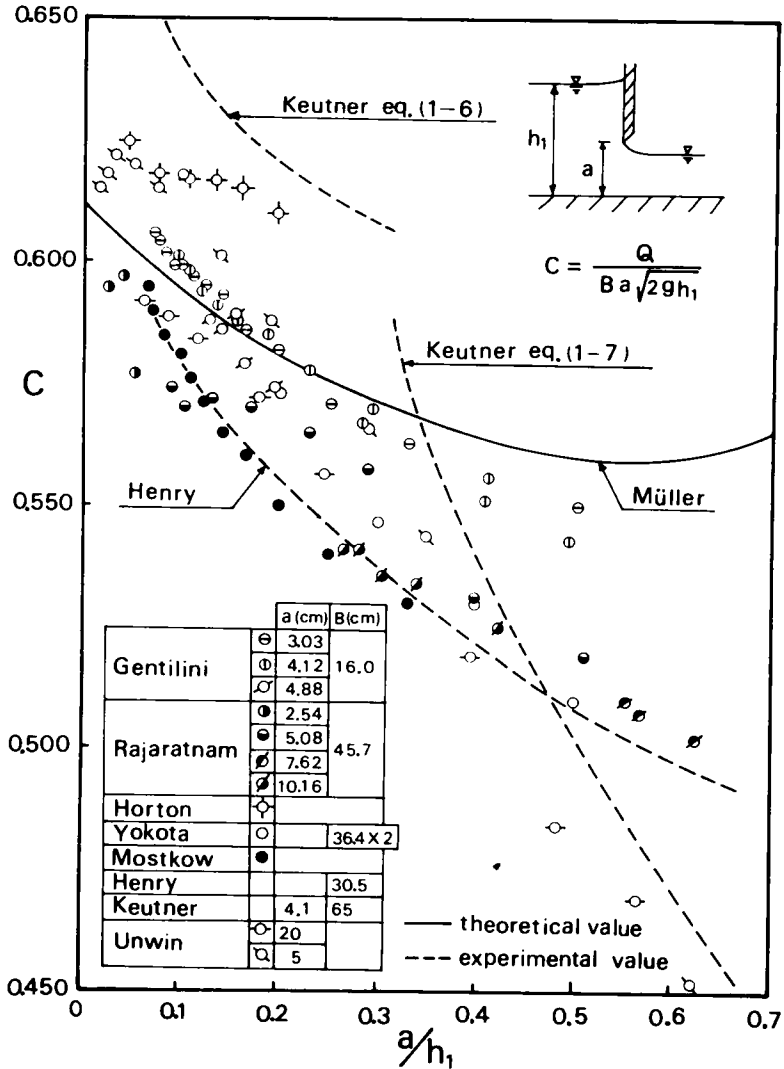 0.650
0.600
0.550
0.500
0.450
C
Keutner eq. (1-6)
h₁
a
C = Q / Ba√2gh₁
Keutner eq. (1-7)
Henry
Müller
a (cm) B(cm)
Gentilini 3.03 16.0
4.12
4.88
Rajaratnam 2.54 45.7
5.08
7.62
10.16
Horton
Yokota 36.4 X 2
Mostkow
Henry 30.5
Keutner 4.1 65
Unwin 20
5
theoretical value
experimental value
0 0.1 0.2 0.3 0.4 0.5 0.6 0.7
a/h₁